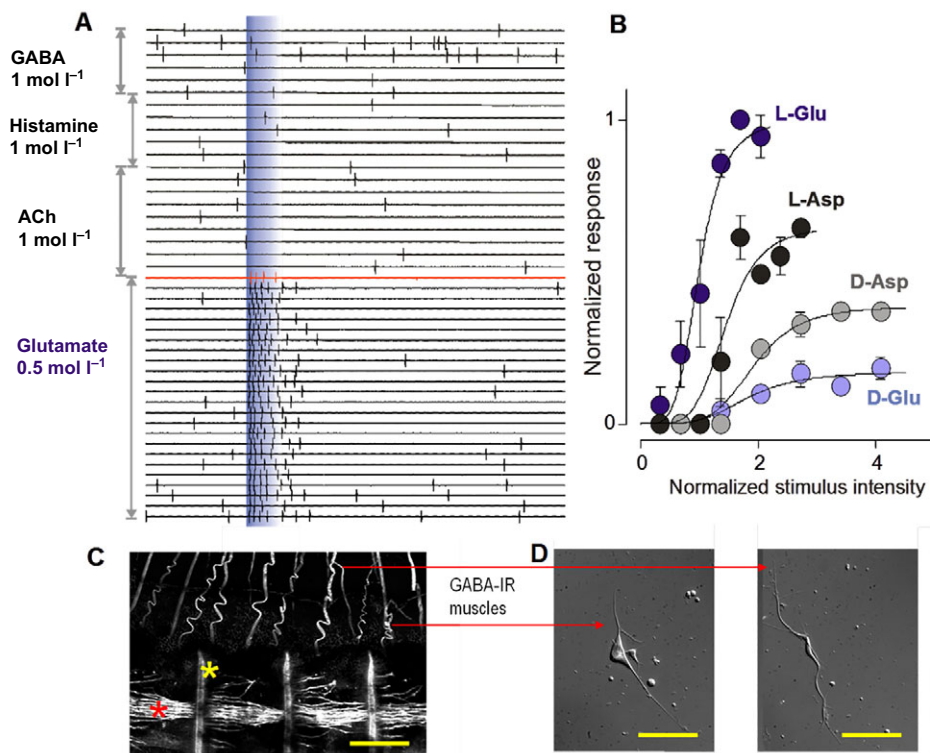 A
GABA
1 mol l⁻¹
Histamine
1 mol l⁻¹
ACh
1 mol l⁻¹
Glutamate
0.5 mol l⁻¹
B
Normalized response
1
0
L-Glu
L-Asp
D-Asp
D-Glu
0 2 4
Normalized stimulus intensity
C
*
*
GABA-IR
muscles
D